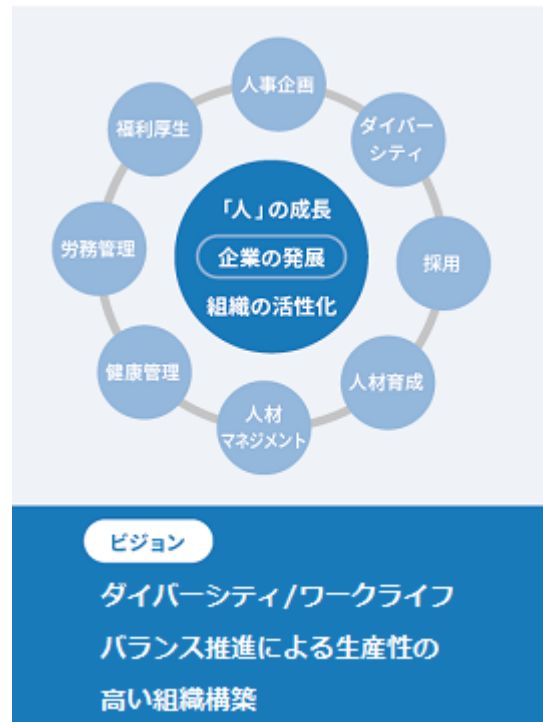 人事企画
ダイバー
シティ
採用
人材育成
人材
マネジメント
健康管理
労務管理
福利厚生
「人」の成長
企業の発展
組織の活性化
ビジョン
ダイバーシティ/ワークライフ
バランス推進による生産性の
高い組織構築